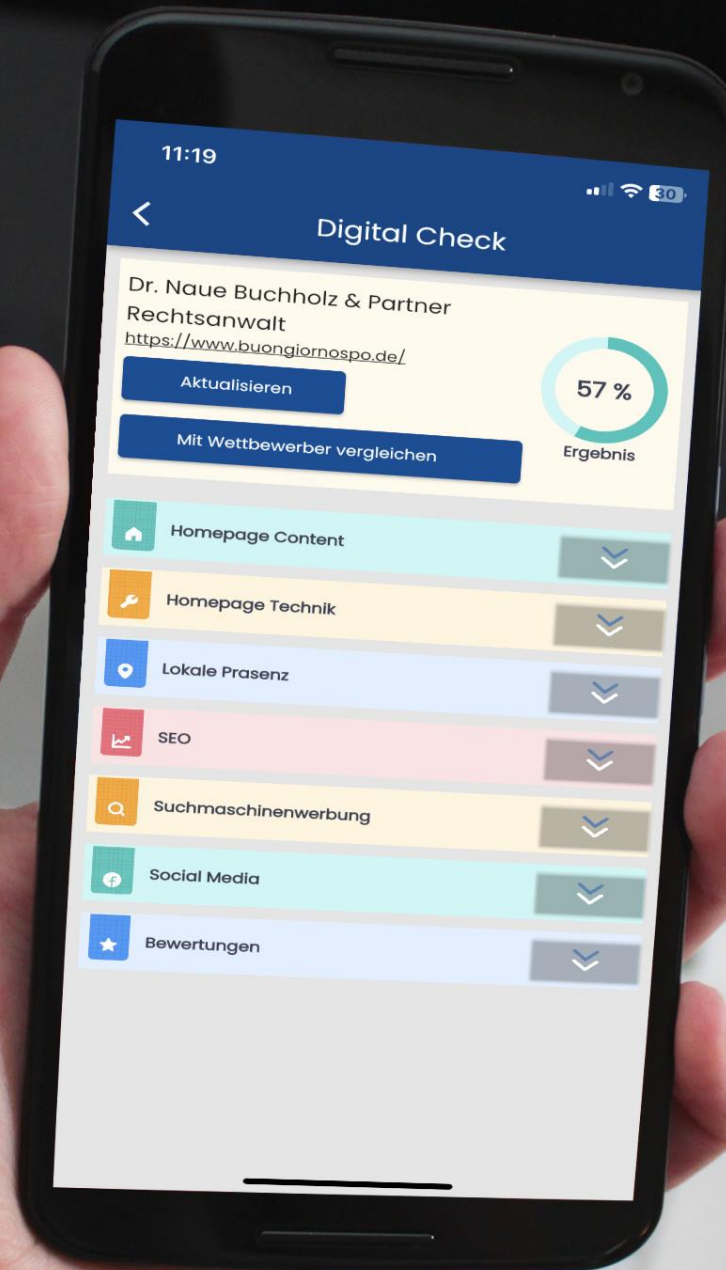 11:19
30
Digital Check
Dr. Naue Buchholz & Partner
Rechtsanwalt
https://www.buongiornospo.de/
Aktualisieren
57 %
Mit Wettbewerber vergleichen
Ergebnis
Homepage Content
Homepage Technik
Lokale Prasenz
SEO
Suchmaschinenwerbung
Social Media
Bewertungen